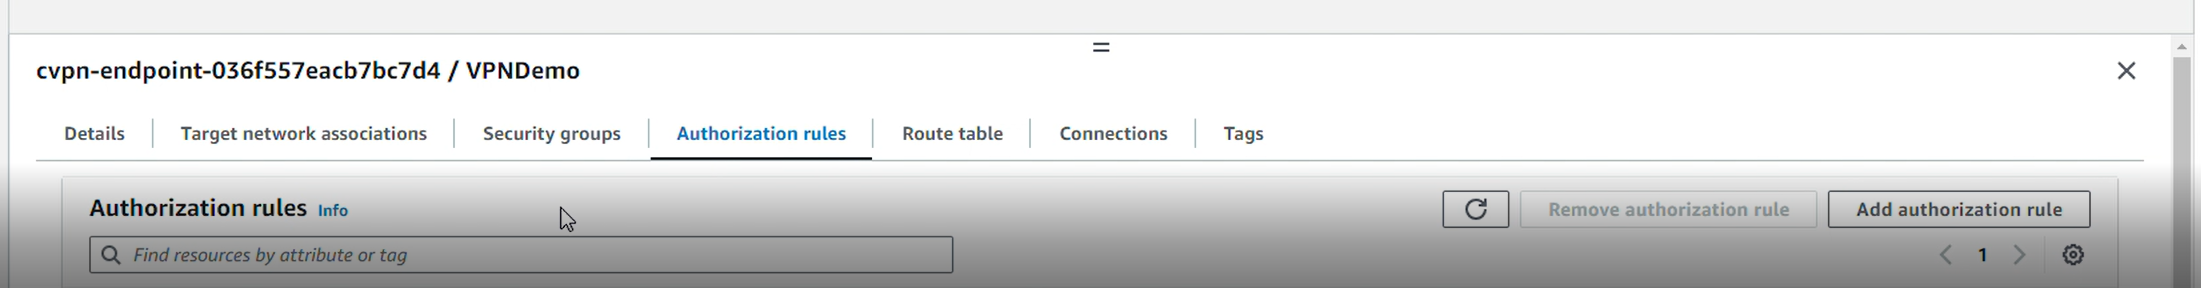 cvpn-endpoint-036f557eacb7bc7d4 / VPNDemo
Details Target network associations Security groups Authorization rules Route table Connections Tags
Authorization rules Info Remove authorization rule Add authorization rule
Find resources by attribute or tag 1